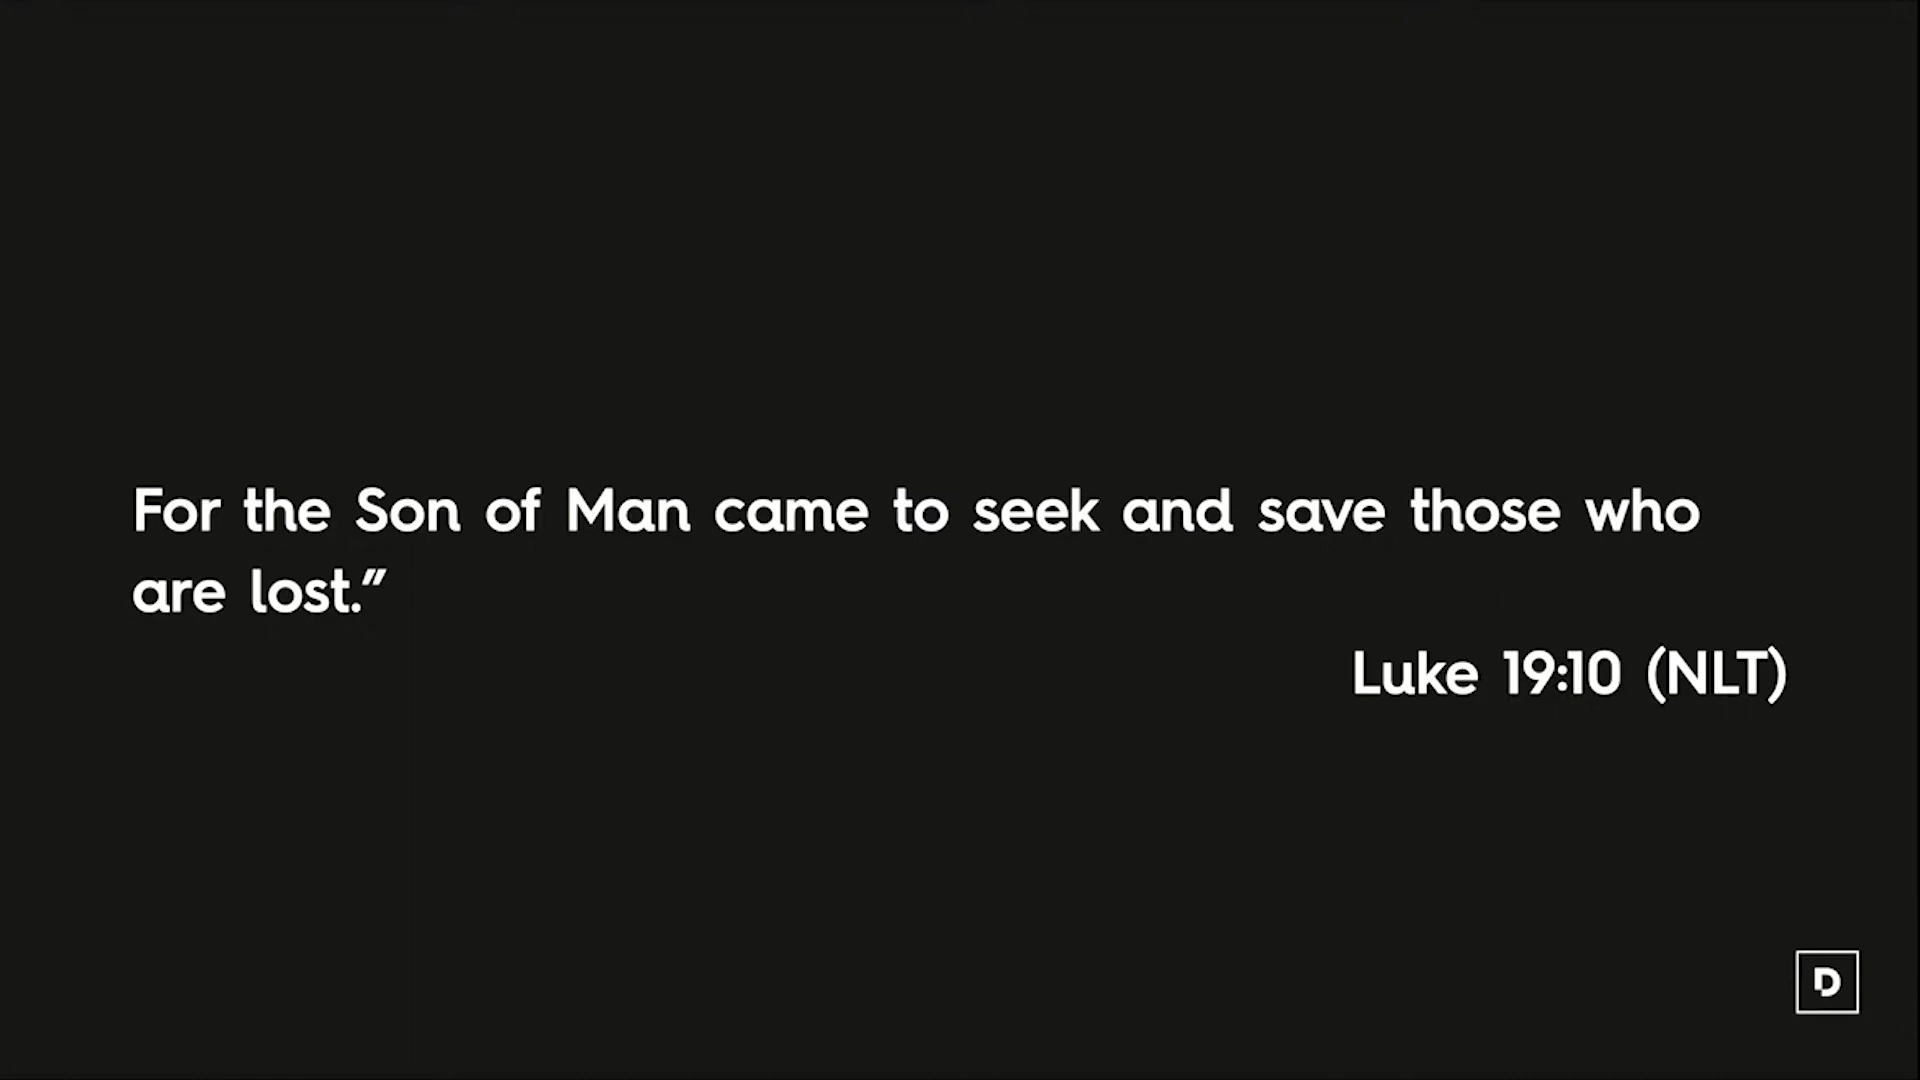 For the Son of Man came to seek and save those who
are lost.”
Luke 19:10 (NLT)
D